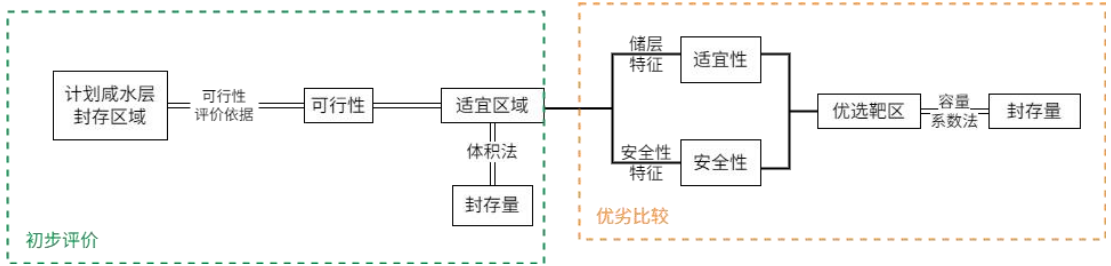 计划咸水层
封存区域
可行性
评价依据
可行性
适宜区域
体积法
封存量
初步评价
储层
特征
适宜性
安全性
特征
安全性
优选靶区
容量
系数法
封存量
优劣比较